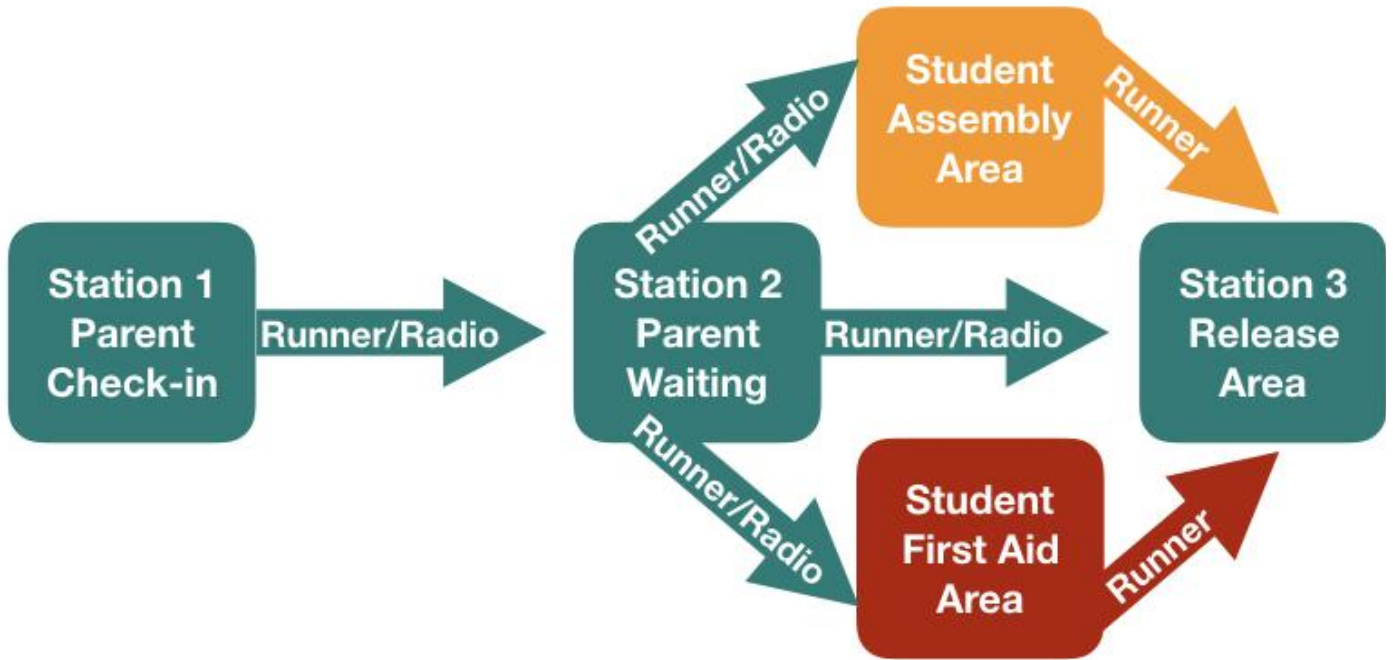 Station 1
Parent
Check-in
Runner/Radio
Station 2
Parent
Waiting
Runner/Radio
Student
Assembly
Area
Runner
Runner/Radio
Station 3
Release
Area
Runner/Radio
Student
First Aid
Area
Runner